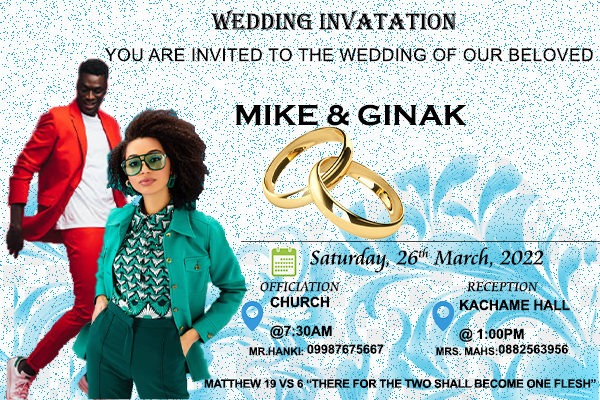 WEDDING INVATATION
YOU ARE INVITED TO THE WEDDING OF OUR BELOVED
MIKE & GINAK
Saturday, 26th March, 2022
OFFICIATION
CHURCH
@7:30AM
MR.HANKI: 09987675667
RECEPTION
KACHAME HALL
@ 1:00PM
MRS. MAHS:0882563956
MATTHEW 19 VS 6 “THERE FOR THE TWO SHALL BECOME ONE FLESH”